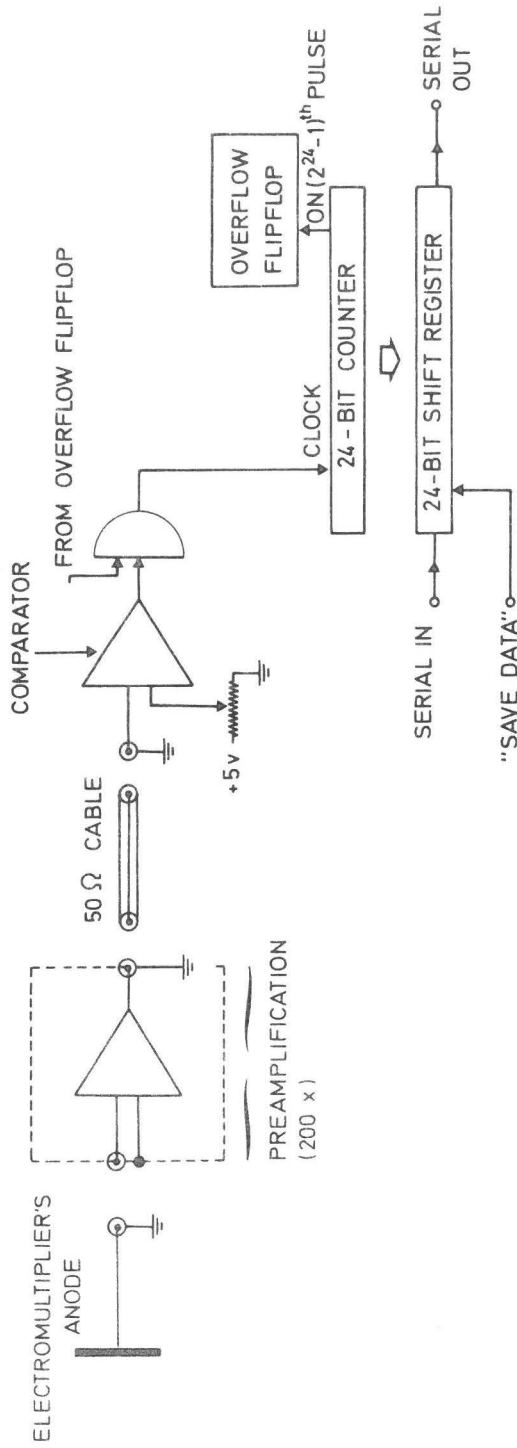 ELECTROMULTIPLIER'S
ANODE
PREAMPLIFICATION
(200 x)
50 Ω CABLE
COMPARATOR
+5v
FROM OVERFLOW FLIPFLOP
CLOCK
OVERFLOW
FLIPFLOP
ON (2²⁴-1)ᵗʰ PULSE
24-BIT COUNTER
24-BIT SHIFT REGISTER
SERIAL IN
"SAVE DATA"
SERIAL
OUT